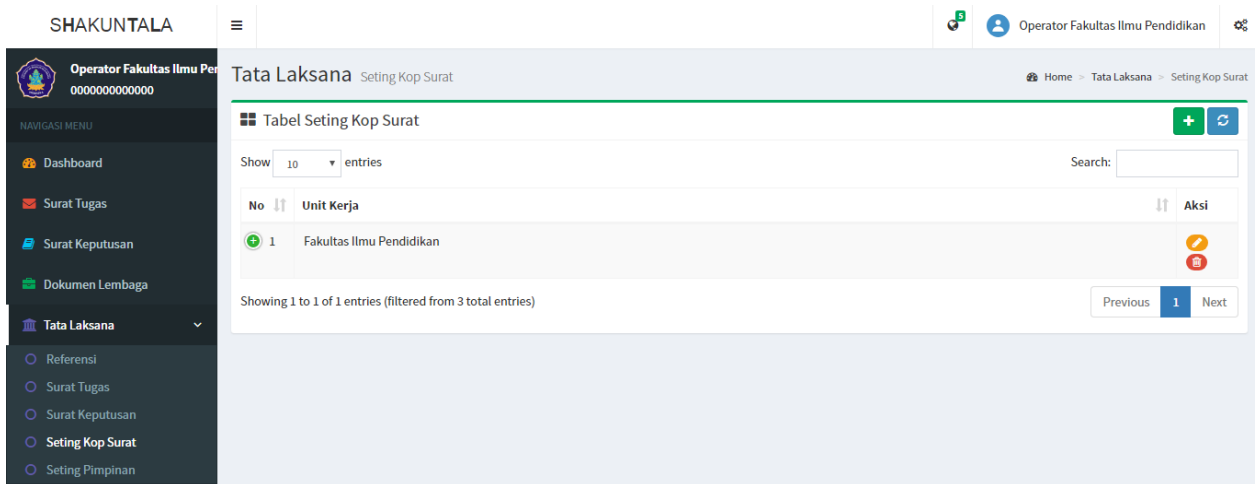 SHAKUNTALA
5
Operator Fakultas Ilmu Pendidikan
Operator Fakultas Ilmu Per
0000000000000
Tata Laksana Seting Kop Surat
Home > Tata Laksana > Seting Kop Surat
NAVIGASI MENU
Dashboard
Surat Tugas
Surat Keputusan
Dokumen Lembaga
Tata Laksana
Referensi
Surat Tugas
Surat Keputusan
Seting Kop Surat
Seting Pimpinan
Tabel Seting Kop Surat
Show 10 entries
Search:
No Unit Kerja Aksi
1 Fakultas Ilmu Pendidikan
Showing 1 to 1 of 1 entries (filtered from 3 total entries)
Previous 1 Next